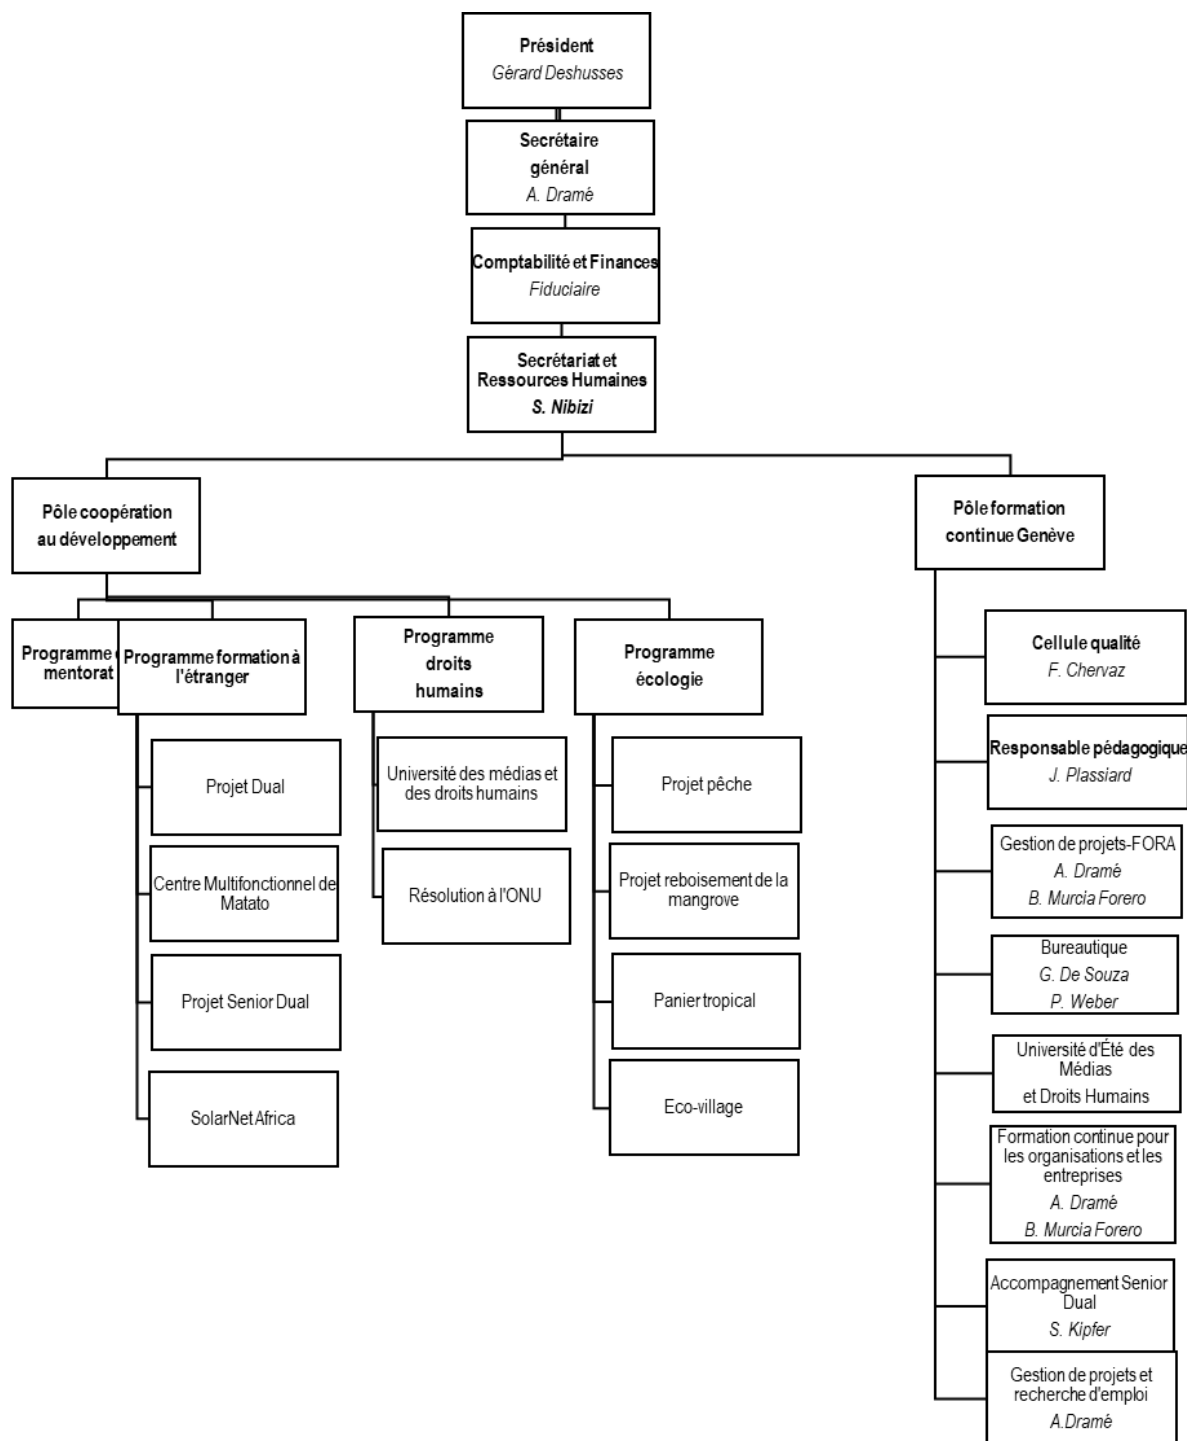 Président
Gérard Deshusses
Secrétaire
général
A. Dramé
Comptabilité et Finances
Fiduciaire
Secrétariat et
Ressources Humaines
S. Nibizi
Pôle coopération
au développement
Pôle formation
continue Genève
Programme
mentorat
Programme formation à
l'étranger
Projet Dual
Centre Multifonctionnel de
Matato
Projet Senior Dual
SolarNet Africa
Programme
droits
humains
Université des médias et
des droits humains
Résolution à l'ONU
Programme
écologie
Projet pêche
Projet reboisement de la
mangrove
Panier tropical
Eco-village
Cellule qualité
F. Chervaz
Responsable pédagogique
J. Plassiard
Gestion de projets-FORA
A. Dramé
B. Murcia Forero
Bureautique
G. De Souza
P. Weber
Université d'Été des
Médias
et Droits Humains
Formation continue pour
les organisations et les
entreprises
A. Dramé
B. Murcia Forero
Accompagnement Senior
Dual
S. Kipfer
Gestion de projets et
recherche d'emploi
A.Dramé